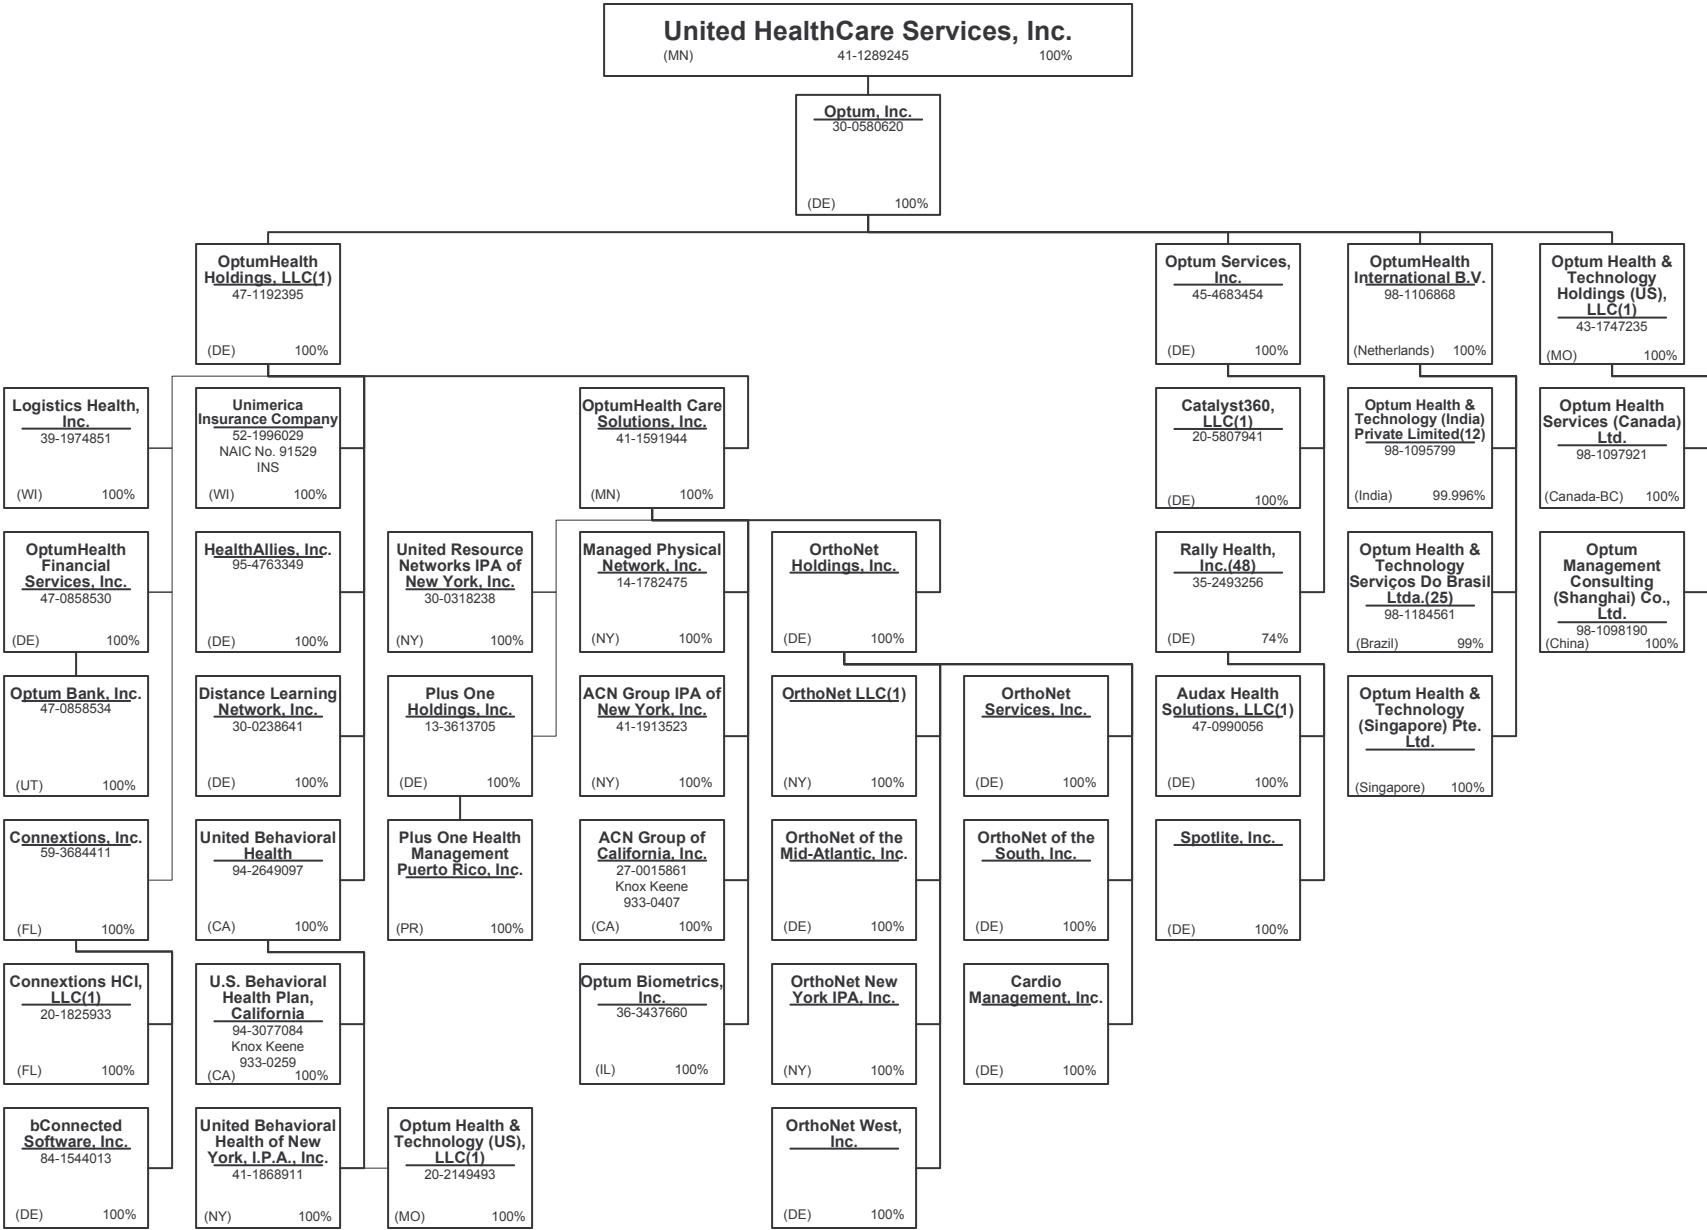 United HealthCare Services, Inc.
(MN) 41-1289245 100%
Optum, Inc.
30-0580620
(DE) 100%
OptumHealth
Holdings, LLC(1)
47-1192395
(DE) 100%
Optum Services,
Inc.
45-4683454
(DE) 100%
OptumHealth
International B.V.
98-1106868
(Netherlands) 100%
Optum Health &
Technology
Holdings (US),
LLC(1)
43-1747235
(MO) 100%
Logistics Health,
Inc.
39-1974851
(WI) 100%
Unimerica
Insurance Company
52-1996029
NAIC No. 91529
INS
(WI) 100%
OptumHealth Care
Solutions, Inc.
41-1591944
(MN) 100%
Catalyst360,
LLC(1)
20-5807941
(DE) 100%
Optum Health &
Technology (India)
Private Limited(12)
98-1095799
(India) 99.996%
Optum Health
Services (Canada)
Ltd.
98-1097921
(Canada-BC) 100%
OptumHealth
Financial
Services, Inc.
47-0858530
(DE) 100%
HealthAllies, Inc.
95-4763349
(DE) 100%
United Resource
Networks IPA of
New York, Inc.
30-0318238
(NY) 100%
Managed Physical
Network, Inc.
14-1782475
(NY) 100%
OrthoNet
Holdings, Inc.
(DE) 100%
Rally Health,
Inc.(48)
35-2493256
(DE) 74%
Optum Health &
Technology
Serviços Do Brasil
Ltda.(25)
98-1184561
(Brazil) 99%
Optum
Management
Consulting
(Shanghai) Co.,
Ltd.
98-1098190
(China) 100%
Optum Bank, Inc.
47-0858534
(UT) 100%
Distance Learning
Network, Inc.
30-0238641
(DE) 100%
Plus One
Holdings, Inc.
13-3613705
(DE) 100%
ACN Group IPA of
New York, Inc.
41-1913523
(NY) 100%
OrthoNet LLC(1)
(NY) 100%
OrthoNet
Services, Inc.
(DE) 100%
Audax Health
Solutions, LLC(1)
47-0990056
(DE) 100%
Optum Health &
Technology
(Singapore) Pte.
Ltd.
(Singapore) 100%
Connextions, Inc.
59-3684411
(FL) 100%
United Behavioral
Health
94-2649097
(CA) 100%
Plus One Health
Management
Puerto Rico, Inc.
(PR) 100%
ACN Group of
California, Inc.
27-0015861
Knox Keene
933-0407
(CA) 100%
OrthoNet of the
Mid-Atlantic, Inc.
(DE) 100%
OrthoNet of the
South, Inc.
(DE) 100%
Spotlite, Inc.
(DE) 100%
Connextions HCI,
LLC(1)
20-1825933
(FL) 100%
U.S. Behavioral
Health Plan,
California
94-3077084
Knox Keene
933-0259
(CA) 100%
Optum Biometrics,
Inc.
36-3437660
(IL) 100%
OrthoNet New
York IPA, Inc.
(NY) 100%
Cardio
Management, Inc.
(DE) 100%
bConnected
Software, Inc.
84-1544013
(DE) 100%
United Behavioral
Health of New
York, I.P.A., Inc.
41-1868911
(NY) 100%
Optum Health &
Technology (US),
LLC(1)
20-2149493
(MO) 100%
OrthoNet West,
Inc.
(DE) 100%